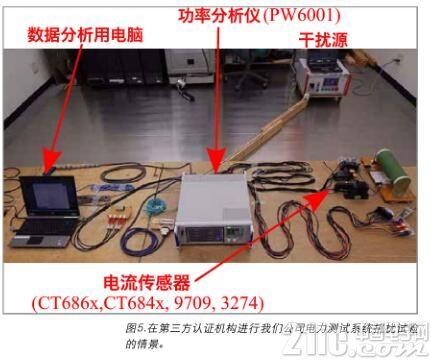 功率分析仪(PW6001)
数据分析用电脑
干扰源
电流传感器
(CT686x,CT684x, 9709, 3274)
图5.在第三方认证机构进行我们公司电力测试系统抗扰试验
的情景。